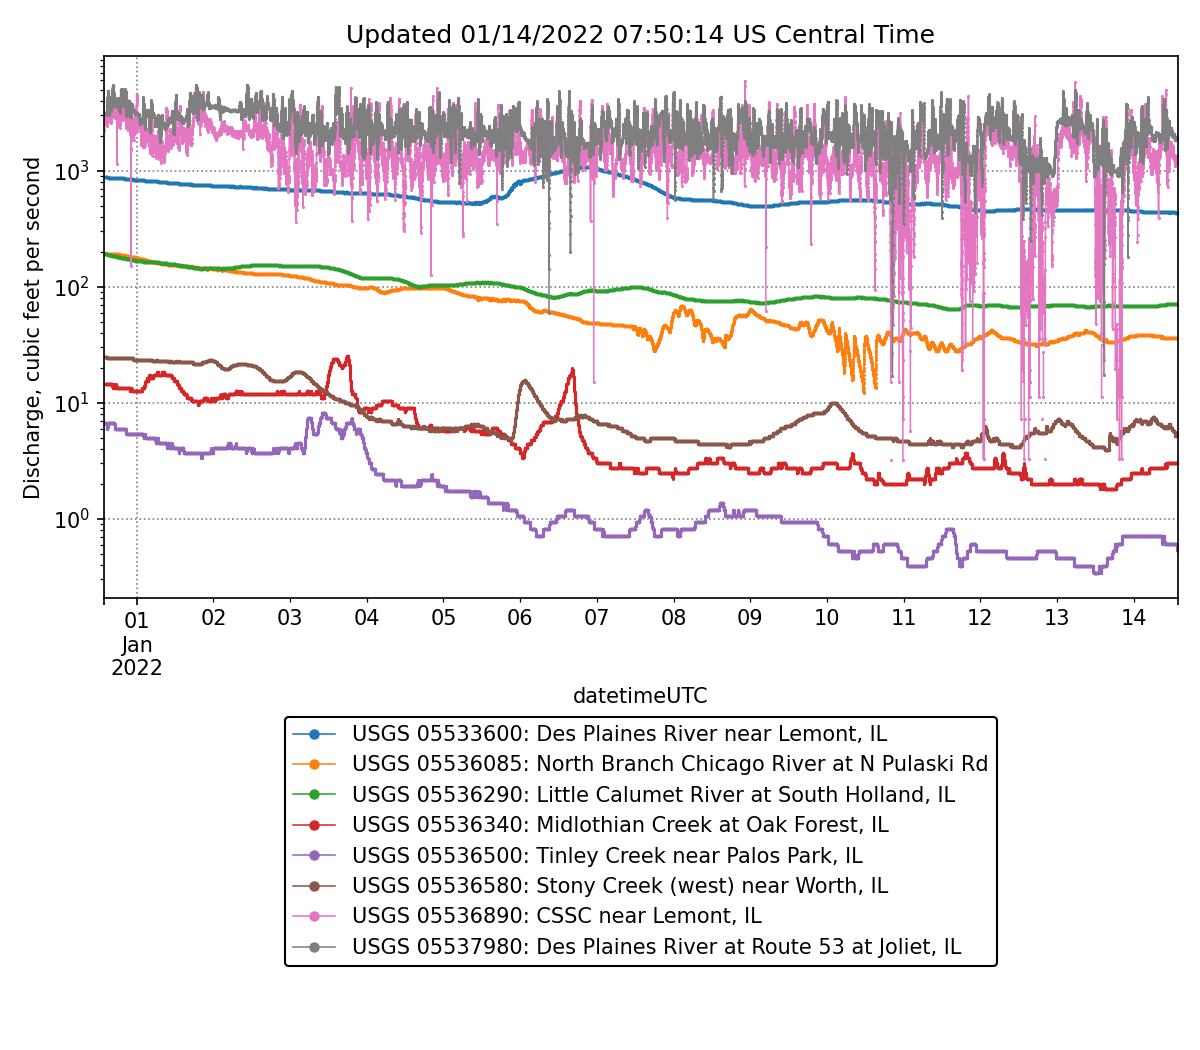 Updated 01/14/2022 07:50:14 US Central Time
Discharge, cubic feet per second
10³
10²
10¹
10⁰
01 02 03 04 05 06 07 08 09 10 11 12 13 14
Jan
2022
datetimeUTC
USGS 05533600: Des Plaines River near Lemont, IL
USGS 05536085: North Branch Chicago River at N Pulaski Rd
USGS 05536290: Little Calumet River at South Holland, IL
USGS 05536340: Midlothian Creek at Oak Forest, IL
USGS 05536500: Tinley Creek near Palos Park, IL
USGS 05536580: Stony Creek (west) near Worth, IL
USGS 05536890: CSSC near Lemont, IL
USGS 05537980: Des Plaines River at Route 53 at Joliet, IL